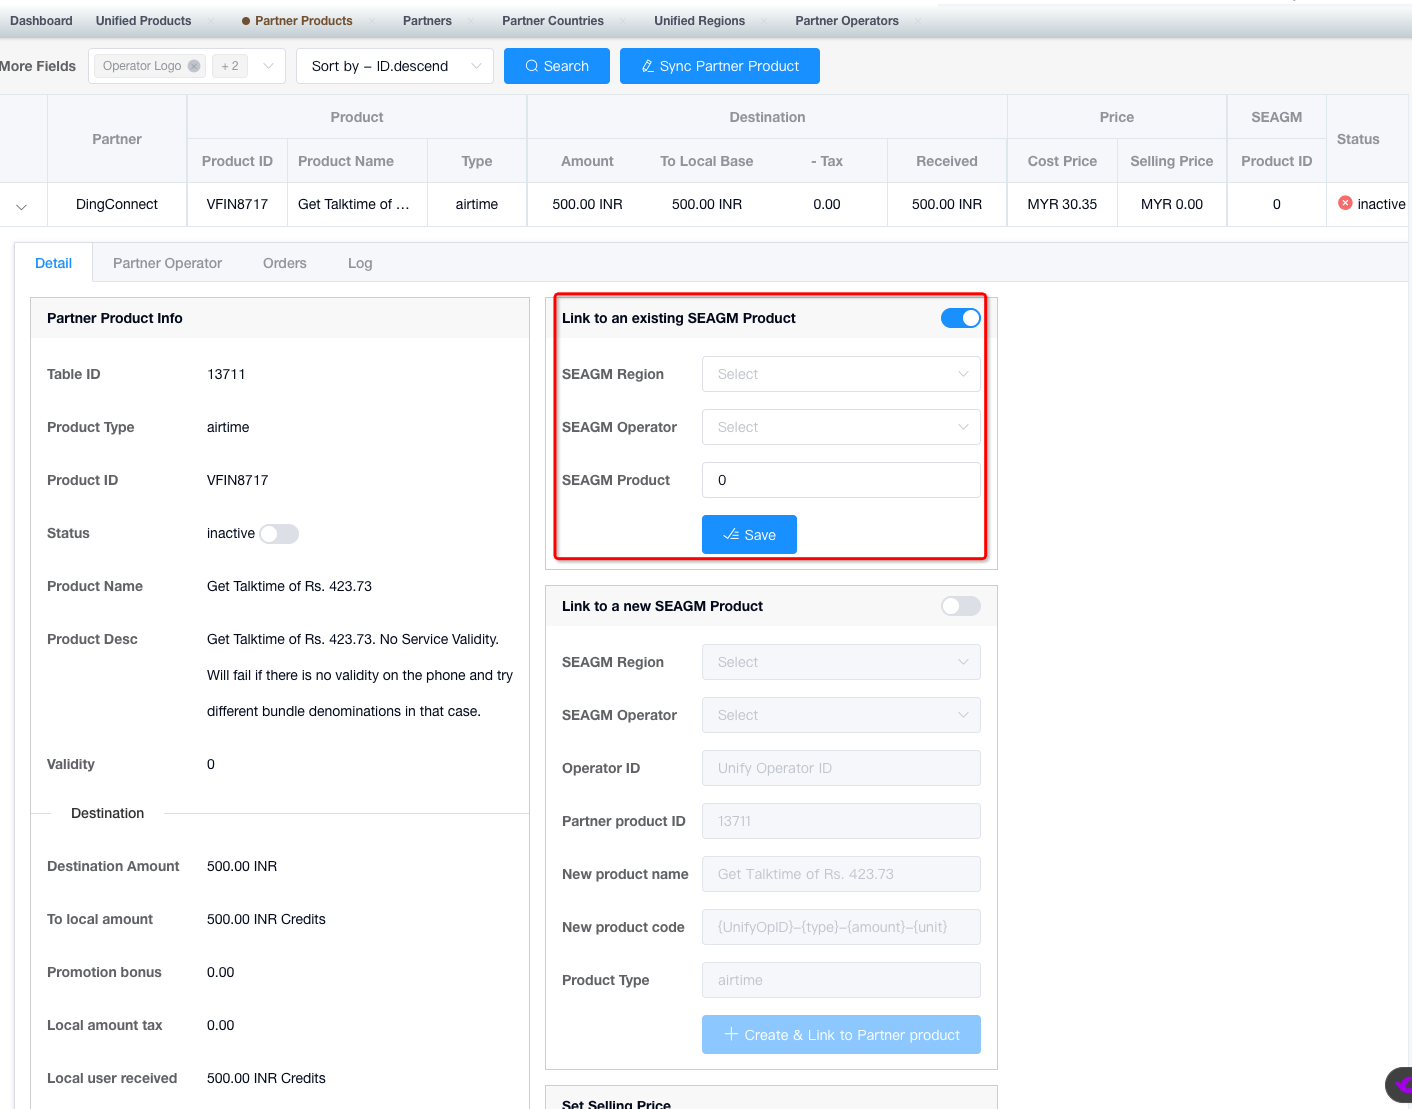 Dashboard Unified Products Partner Products Partners Partner Countries Unified Regions Partner Operators
More Fields Operator Logo + 2 Sort by – ID.descend Search Sync Partner Product
Partner Product Destination Price SEAGM Status
Product ID Product Name Type Amount To Local Base - Tax Received Cost Price Selling Price Product ID
DingConnect VFIN8717 Get Talktime of ... airtime 500.00 INR 500.00 INR 0.00 500.00 INR MYR 30.35 MYR 0.00 0 inactive
Detail Partner Operator Orders Log
Partner Product Info
Table ID 13711
Product Type airtime
Product ID VFIN8717
Status inactive
Product Name Get Talktime of Rs. 423.73
Product Desc Get Talktime of Rs. 423.73. No Service Validity.
Will fail if there is no validity on the phone and try
different bundle denominations in that case.
Validity 0
Destination
Destination Amount 500.00 INR
To local amount 500.00 INR Credits
Promotion bonus 0.00
Local amount tax 0.00
Local user received 500.00 INR Credits
Link to an existing SEAGM Product
SEAGM Region Select
SEAGM Operator Select
SEAGM Product 0
Save
Link to a new SEAGM Product
SEAGM Region Select
SEAGM Operator Select
Operator ID Unify Operator ID
Partner product ID 13711
New product name Get Talktime of Rs. 423.73
New product code {UnifyOpID}–{type}–{amount}–{unit}
Product Type airtime
Create & Link to Partner product
Set Selling Price